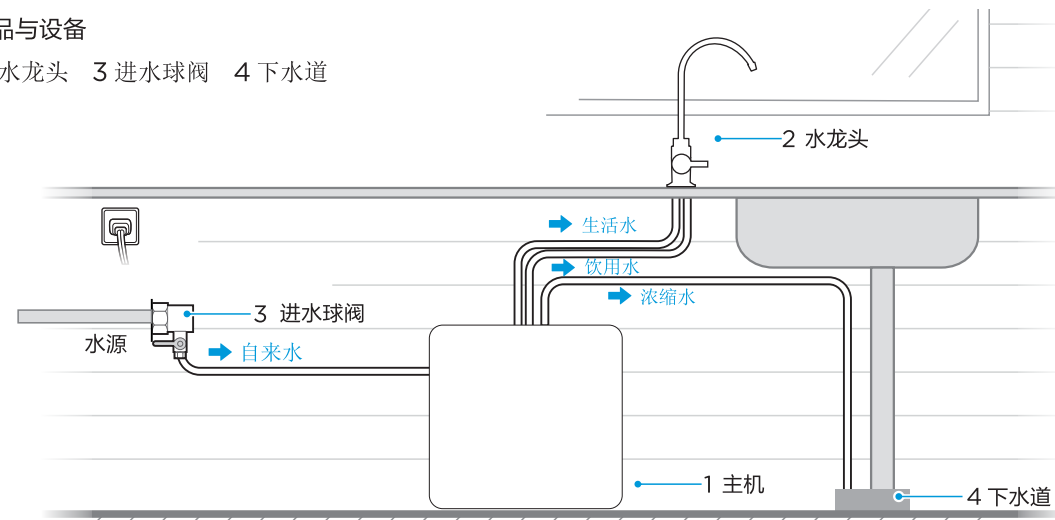 品与设备
水龙头 3 进水球阀 4 下水道
2 水龙头
生活水
饮用水
浓缩水
3 进水球阀
水源
自来水
1 主机
4 下水道